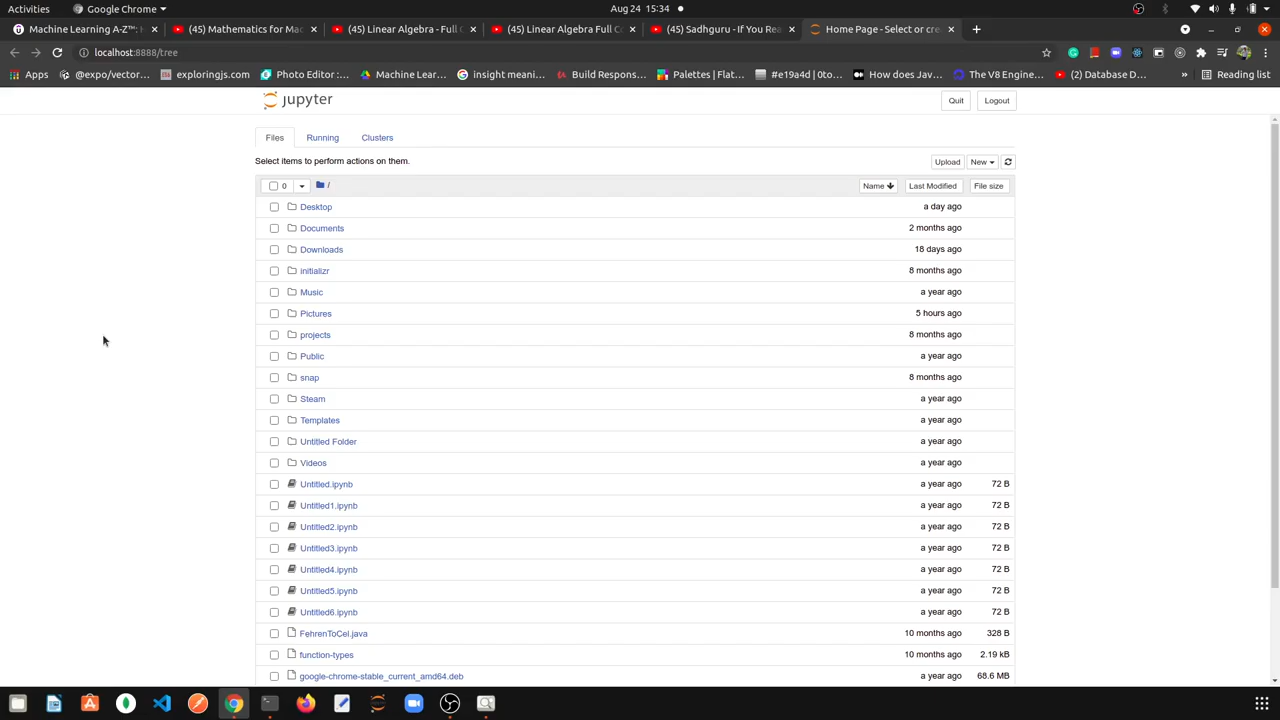 Activities Google Chrome Aug 24 15:34
Machine Learning A-Z™: (45) Mathematics for Mac (45) Linear Algebra - Full C (45) Linear Algebra Full Co (45) Sadhguru - If You Rea Home Page - Select or cre
localhost:8888/tree
Apps @expo/vector... exploringjs.com Photo Editor :... Machine Lear... insight meani... Build Respons... Palettes | Flat... #e19a4d | 0to... How does Jav... The V8 Engine... (2) Database D... » Reading list
jupyter Quit Logout
Files Running Clusters
Select items to perform actions on them. Upload New
0 / Name Last Modified File size
Desktop a day ago
Documents 2 months ago
Downloads 18 days ago
initializr 8 months ago
Music a year ago
Pictures 5 hours ago
projects 8 months ago
Public a year ago
snap 8 months ago
Steam a year ago
Templates a year ago
Untitled Folder a year ago
Videos a year ago
Untitled.ipynb a year ago 72 B
Untitled1.ipynb a year ago 72 B
Untitled2.ipynb a year ago 72 B
Untitled3.ipynb a year ago 72 B
Untitled4.ipynb a year ago 72 B
Untitled5.ipynb a year ago 72 B
Untitled6.ipynb a year ago 72 B
FehrenToCel.java 10 months ago 328 B
function-types 10 months ago 2.19 kB
google-chrome-stable_current_amd64.deb a year ago 68.6 MB